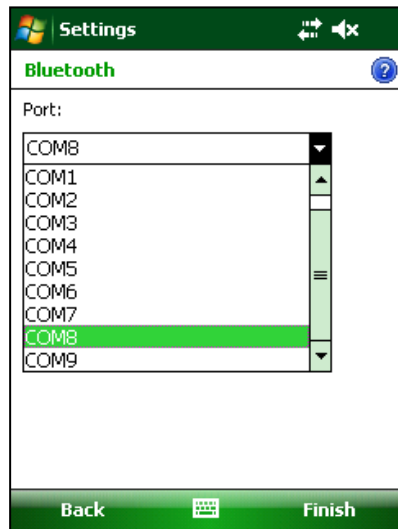 Settings
Bluetooth
?
Port:
COM8
COM1
COM2
COM3
COM4
COM5
COM6
COM7
COM8
COM9
Back Finish